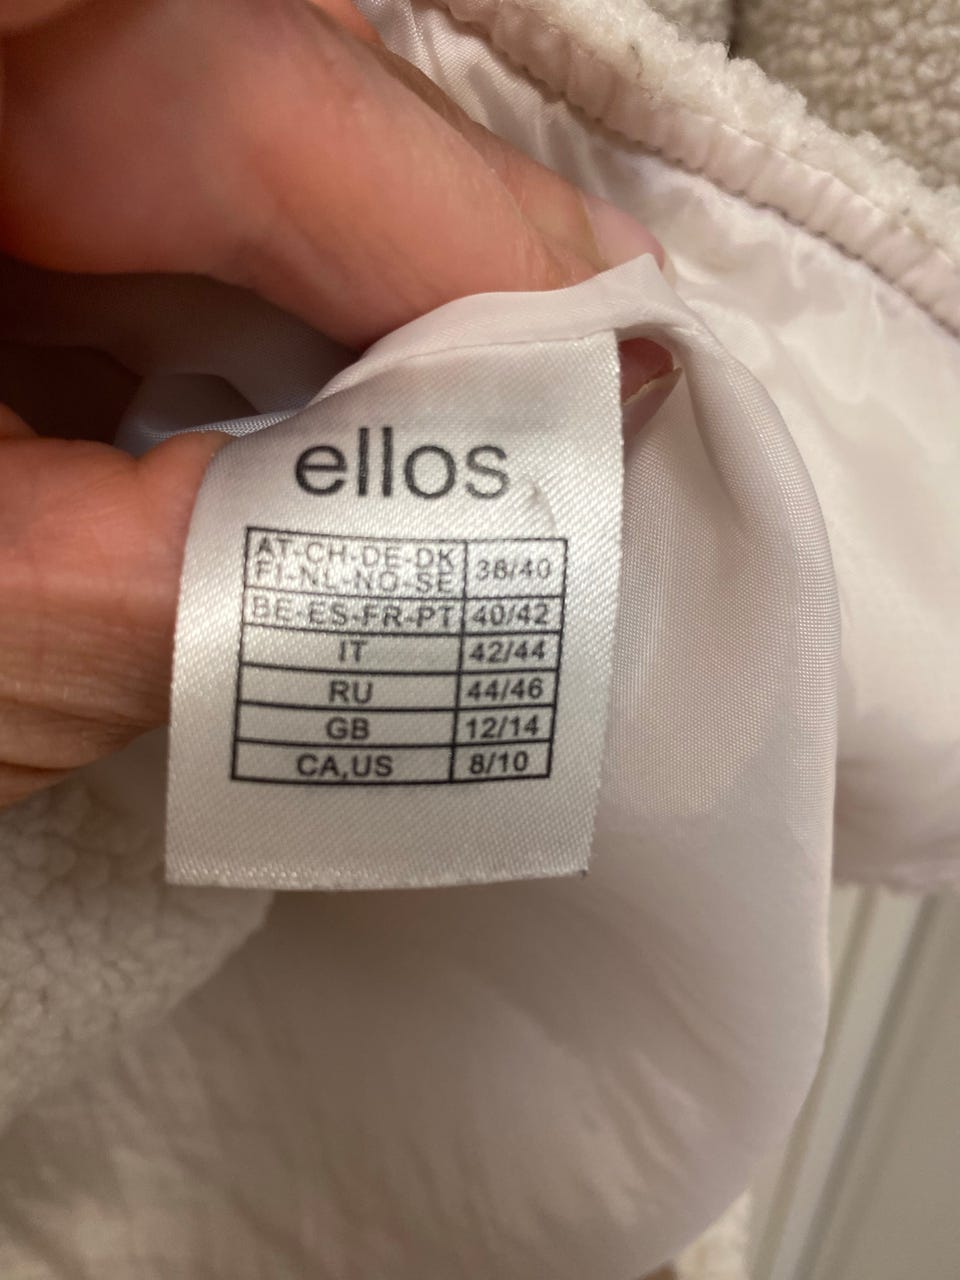 ellos
AT-CH-DE-DK
FI-NL-NO-SE 38/40
BE-ES-FR-PT 40/42
IT 42/44
RU 44/46
GB 12/14
CA,US 8/10